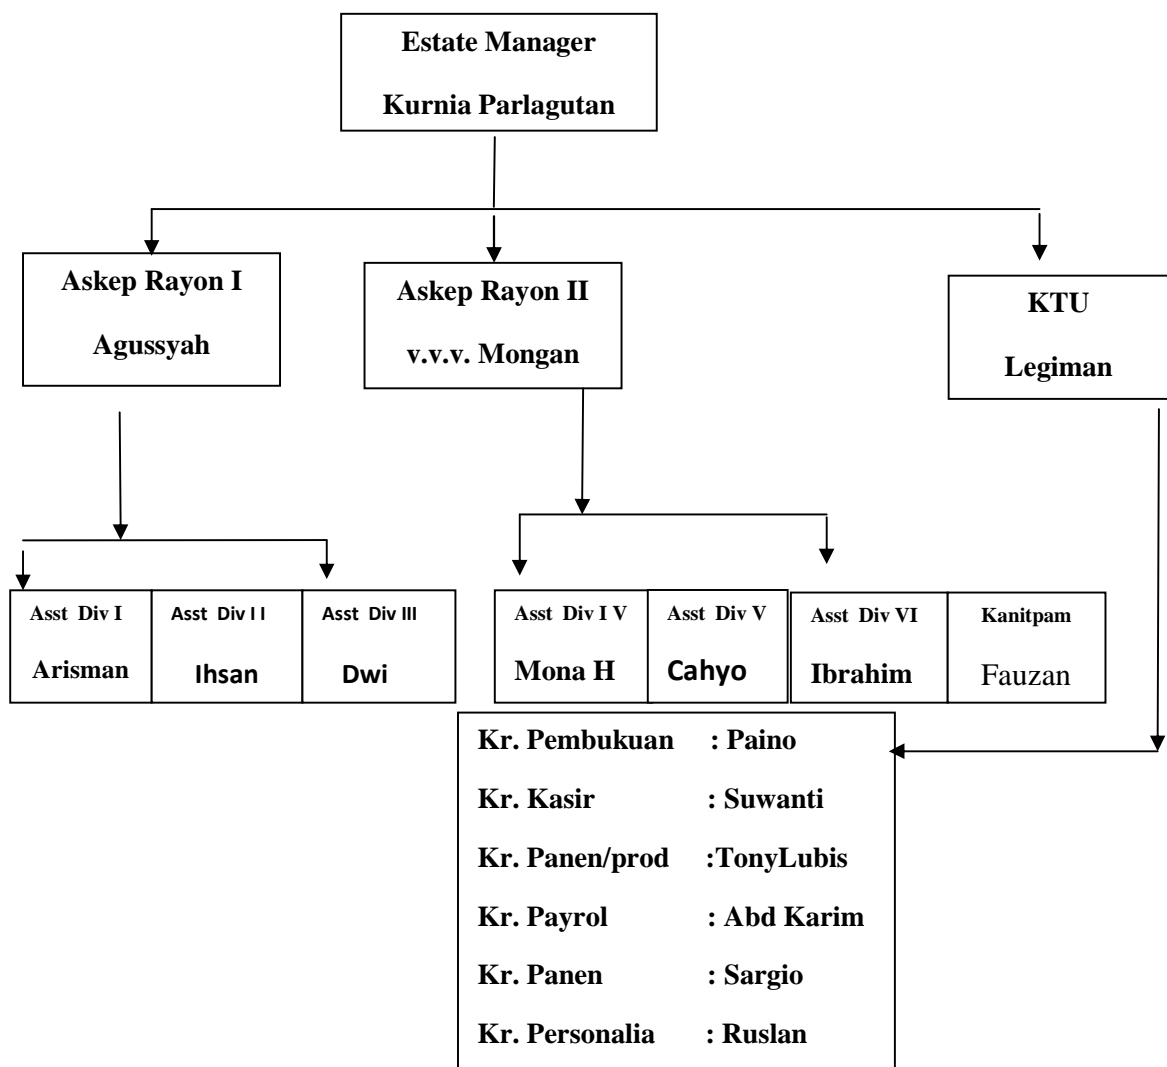 Estate Manager
Kurnia Parlagutan
Askep Rayon I
Agussyah
Askep Rayon II
v.v.v. Mongan
KTU
Legiman
Asst Div I
Arisman
Asst Div I I
Ihsan
Asst Div III
Dwi
Asst Div I V
Mona H
Asst Div V
Cahyo
Asst Div VI
Ibrahim
Kanitpam
Fauzan
Kr. Pembukuan : Paino
Kr. Kasir : Suwanti
Kr. Panen/prod :TonyLubis
Kr. Payrol : Abd Karim
Kr. Panen : Sargio
Kr. Personalia : Ruslan